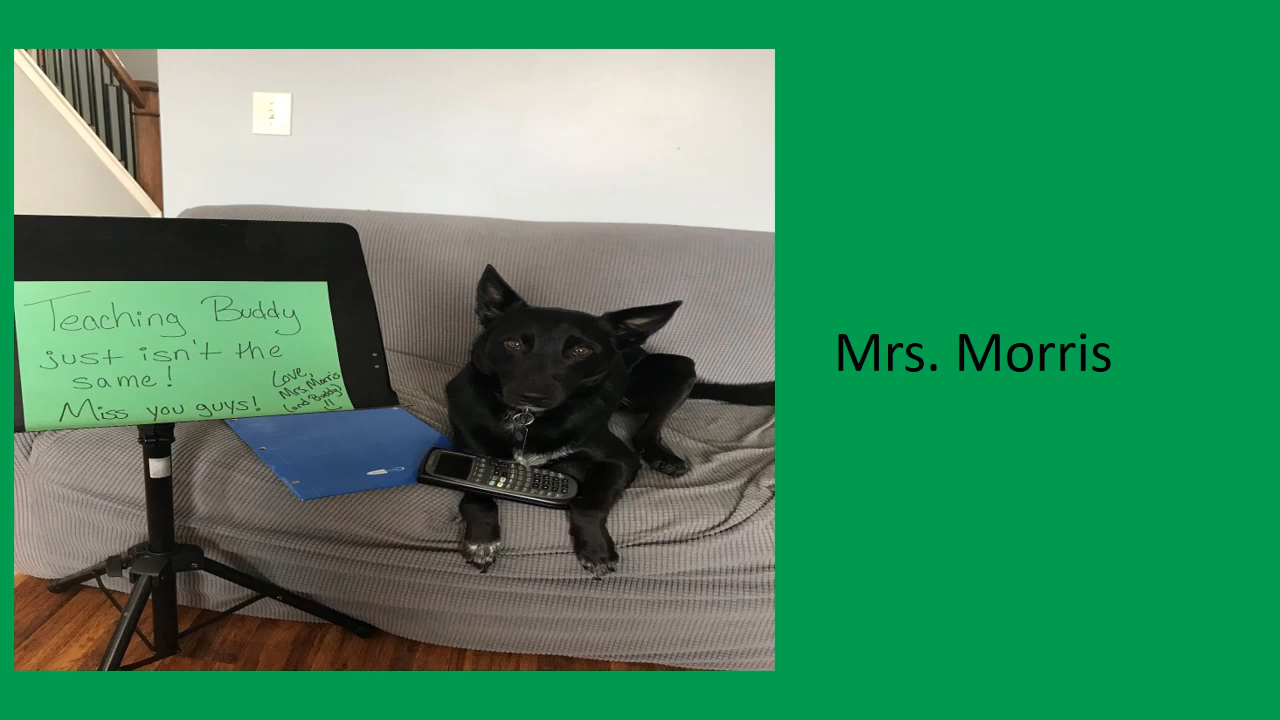 Teaching Buddy
just isn't the
same!
Miss you guys!
Love,
Mrs. Morris
(and Buddy)
Mrs. Morris